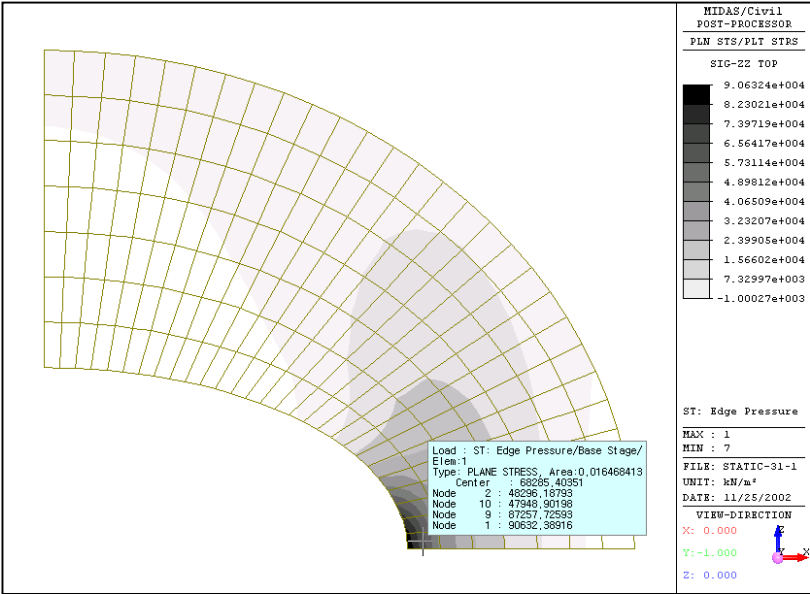 MIDAS/Civil
POST-PROCESSOR
PLN STS/PLT STRS
SIG-ZZ TOP
9.06324e+004
8.23021e+004
7.39719e+004
6.56417e+004
5.73114e+004
4.89812e+004
4.06509e+004
3.23207e+004
2.39905e+004
1.56602e+004
7.32997e+003
-1.00027e+003
Load : ST: Edge Pressure/Base Stage/
Elem:1
Type: PLANE STRESS, Area:0,016468413
Center : 68285,40351
Node 2 : 48296,18793
Node 10 : 47948,90198
Node 9 : 87257,72593
Node 1 : 90632,38916
ST: Edge Pressure
MAX : 1
MIN : 7
FILE: STATIC-31-1
UNIT: kN/m²
DATE: 11/25/2002
VIEW-DIRECTION
X: 0.000
Y:-1.000
Z: 0.000
Z
X